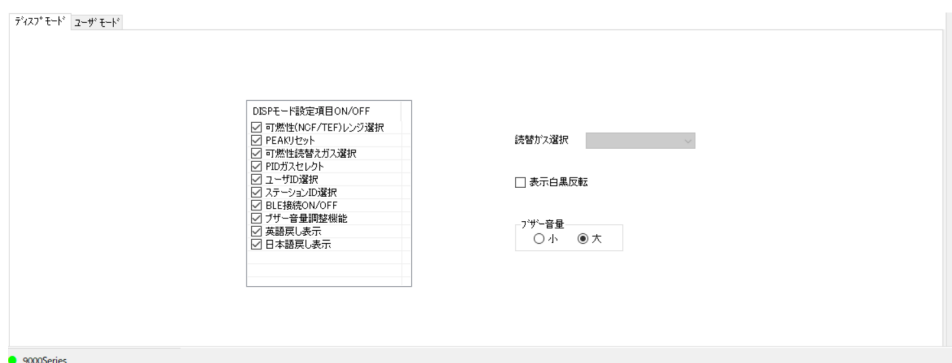 ﾃﾞｨｽﾌﾟﾓｰﾄﾞ ﾕｰｻﾞﾓｰﾄﾞ
DISPモード設定項目ON/OFF
可燃性(NCF/TEF)レンジ選択
PEAKリセット
可燃性読替えガス選択
PIDガスセレクト
ユーザID選択
ステーションID選択
BLE接続ON/OFF
ブザー音量調整機能
英語戻し表示
日本語戻し表示
読替ガス選択
表示白黒反転
ブザー音量
小 大
9000Series